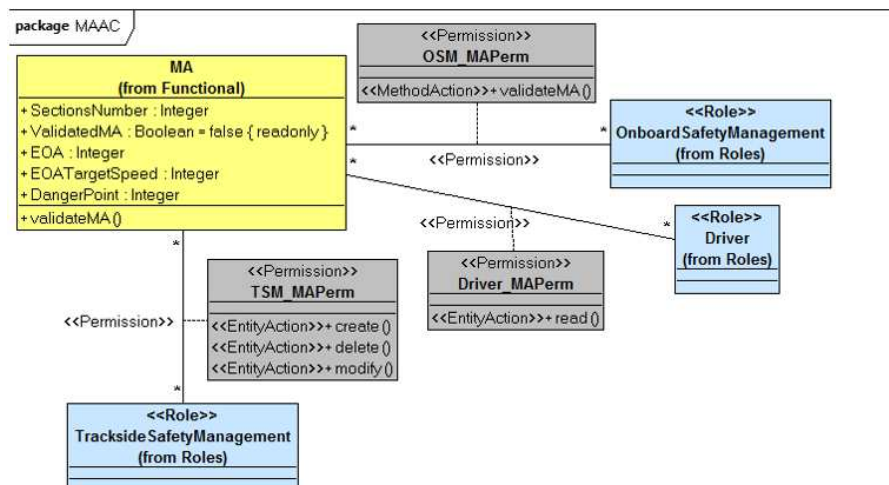 package MAAC
<<Permission>>
OSM_MAPerm
<<MethodAction>>+validateMA()
MA
(from Functional)
+SectionsNumber : Integer
+ValidatedMA : Boolean = false { readonly }
+EOA : Integer
+EOATargetSpeed : Integer
+DangerPoint : Integer
+validateMA()
*
*
<<Permission>>
<<Role>>
OnboardSafetyManagement
(from Roles)
*
*
<<Permission>>
<<Role>>
Driver
(from Roles)
<<Permission>>
Driver_MAPerm
<<EntityAction>>+read()
*
<<Permission>>
*
<<Permission>>
TSM_MAPerm
<<EntityAction>>+create()
<<EntityAction>>+delete()
<<EntityAction>>+modify()
<<Role>>
TracksideSafetyManagement
(from Roles)